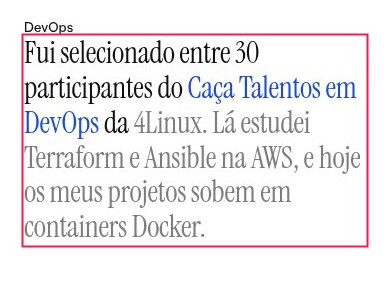 DevOps
Fui selecionado entre 30
participantes do Caça Talentos em
DevOps da 4Linux. Lá estudei
Terraform e Ansible na AWS, e hoje
os meus projetos sobem em
containers Docker.